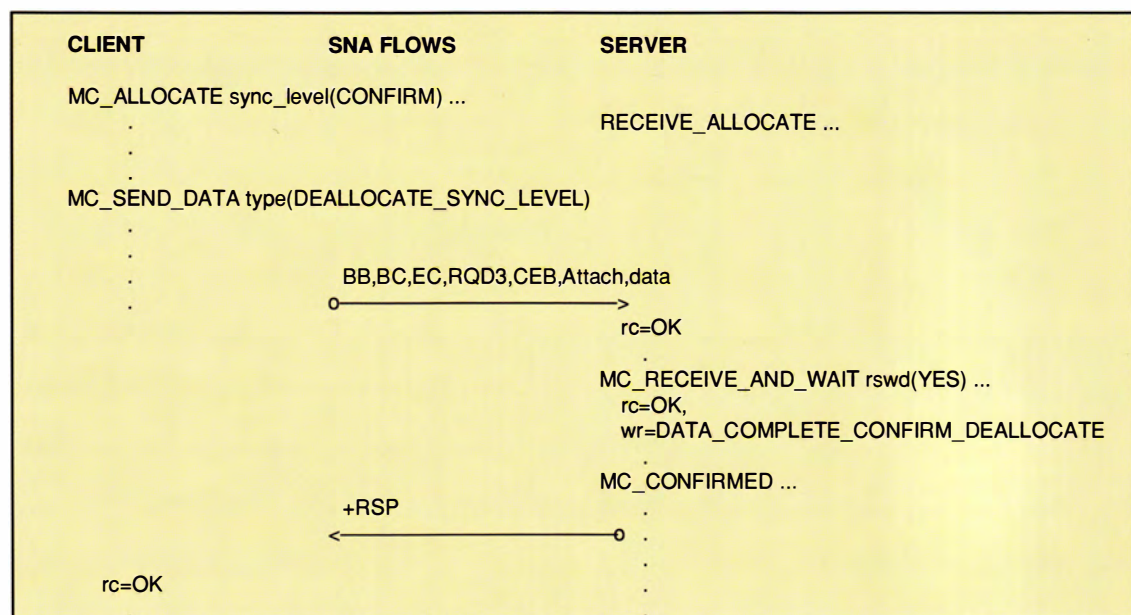 CLIENT SNA FLOWS SERVER
MC_ALLOCATE sync_level(CONFIRM) ...
RECEIVE_ALLOCATE ...
MC_SEND_DATA type(DEALLOCATE_SYNC_LEVEL)
BB,BC,EC,RQD3,CEB,Attach,data
rc=OK
MC_RECEIVE_AND_WAIT rswd(YES) ...
rc=OK,
wr=DATA_COMPLETE_CONFIRM_DEALLOCATE
MC_CONFIRMED ...
+RSP
rc=OK